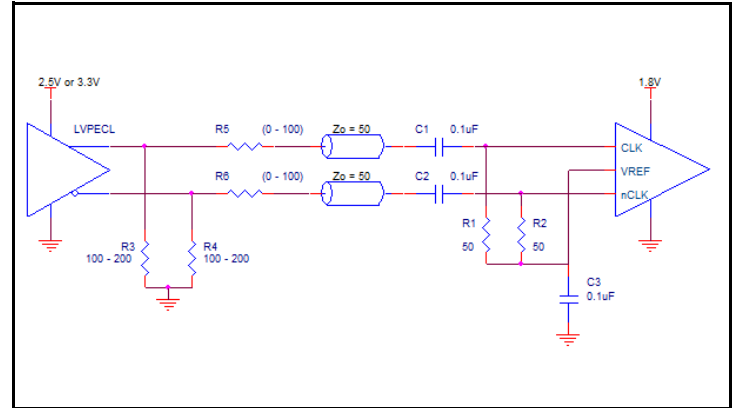 2.5V or 3.3V
1.8V
LVPECL
R5 (0 - 100) Zo = 50 C1 0.1uF
CLK
VREF
R6 (0 - 100) Zo = 50 C2 0.1uF
nCLK
R1 R2
50 50
R3 R4
100 - 200 100 - 200
C3
0.1uF